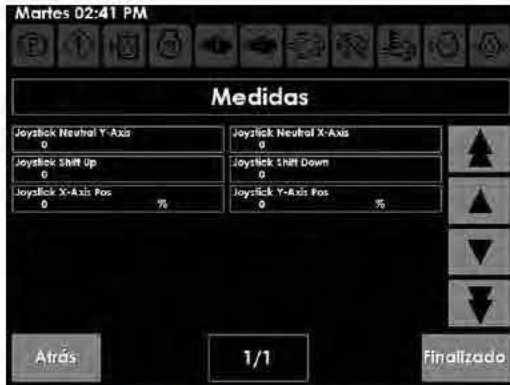 Martes 02:41 PM
Medidas
Joystick Neutral Y-Axis
0
Joystick Neutral X-Axis
0
Joystick Shift Up
0
Joystick Shift Down
0
Joystick X-Axis Pos
0 %
Joystick Y-Axis Pos
0 %
Atrás
1/1
Finalizado